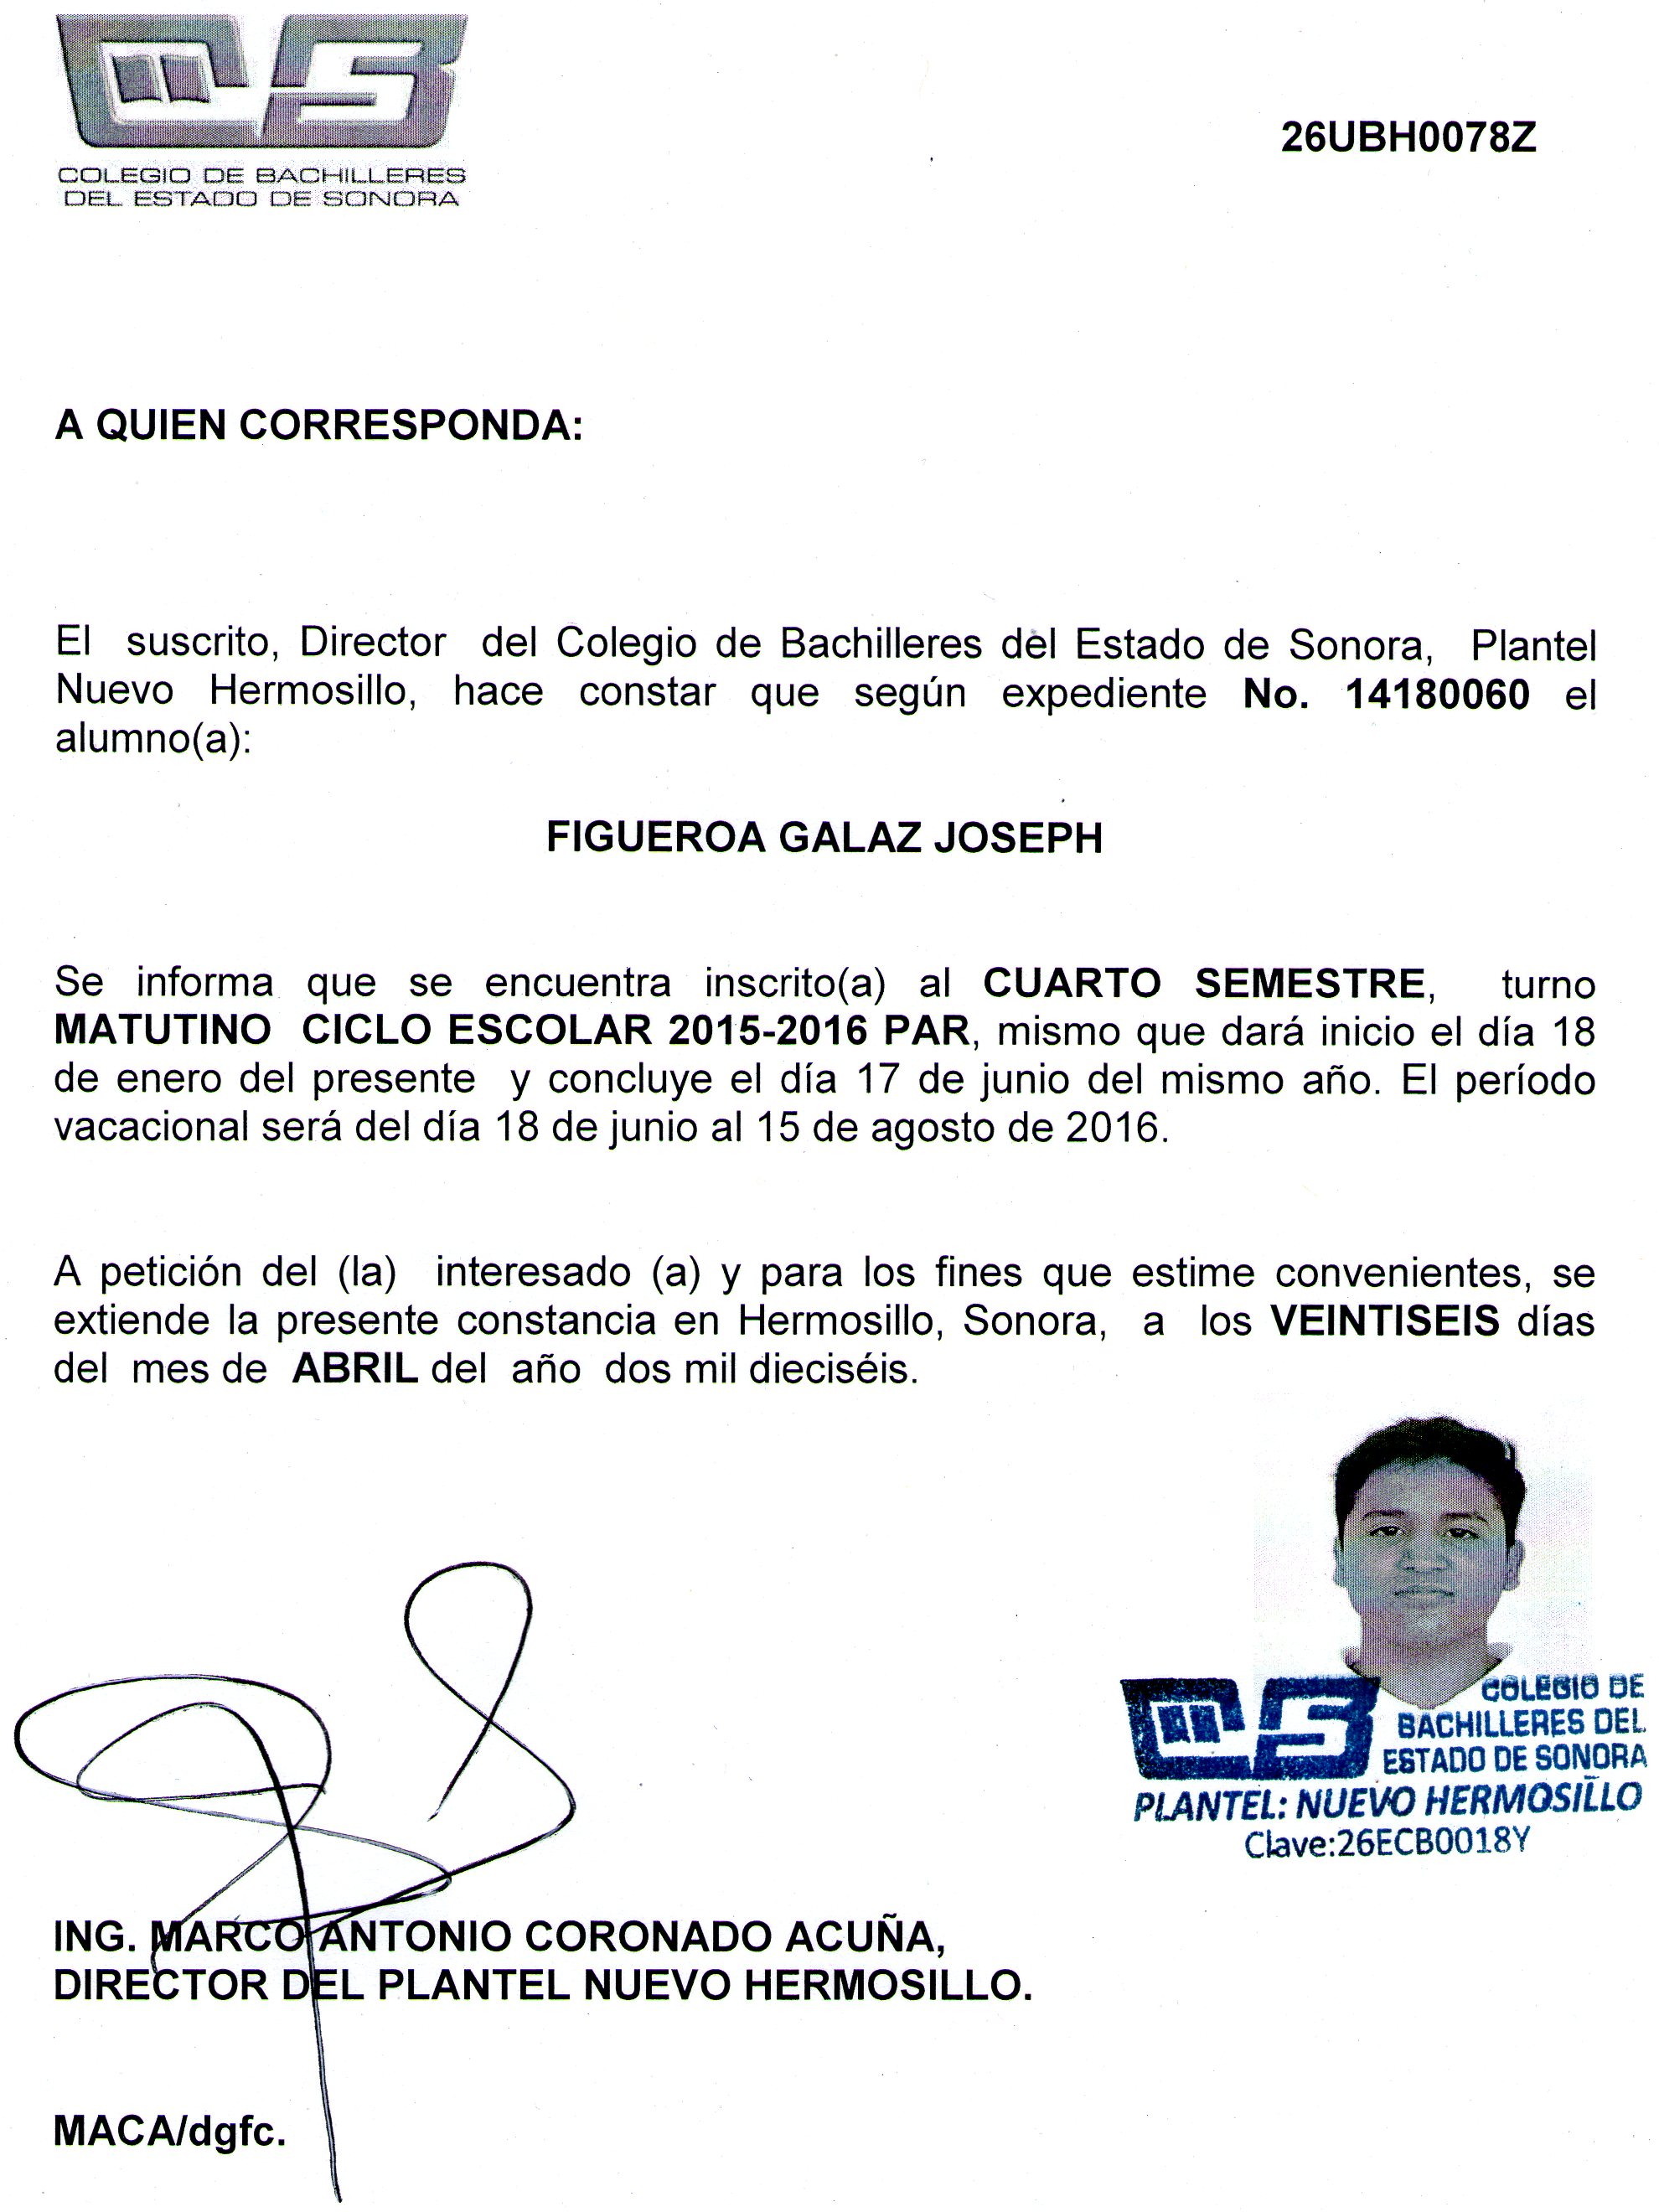 COLEGIO DE BACHILLERES
DEL ESTADO DE SONORA
26UBH0078Z
A QUIEN CORRESPONDA:
El suscrito, Director del Colegio de Bachilleres del Estado de Sonora, Plantel
Nuevo Hermosillo, hace constar que según expediente No. 14180060 el
alumno(a):
FIGUEROA GALAZ JOSEPH
Se informa que se encuentra inscrito(a) al CUARTO SEMESTRE, turno
MATUTINO CICLO ESCOLAR 2015-2016 PAR, mismo que dará inicio el día 18
de enero del presente y concluye el día 17 de junio del mismo año. El período
vacacional será del día 18 de junio al 15 de agosto de 2016.
A petición del (la) interesado (a) y para los fines que estime convenientes, se
extiende la presente constancia en Hermosillo, Sonora, a los VEINTISEIS días
del mes de ABRIL del año dos mil dieciséis.
COLEGIO DE
BACHILLERES DEL
ESTADO DE SONORA
PLANTEL: NUEVO HERMOSILLO
Clave:26ECB0018Y
ING. MARCO ANTONIO CORONADO ACUÑA,
DIRECTOR DEL PLANTEL NUEVO HERMOSILLO.
MACA/dgfc.